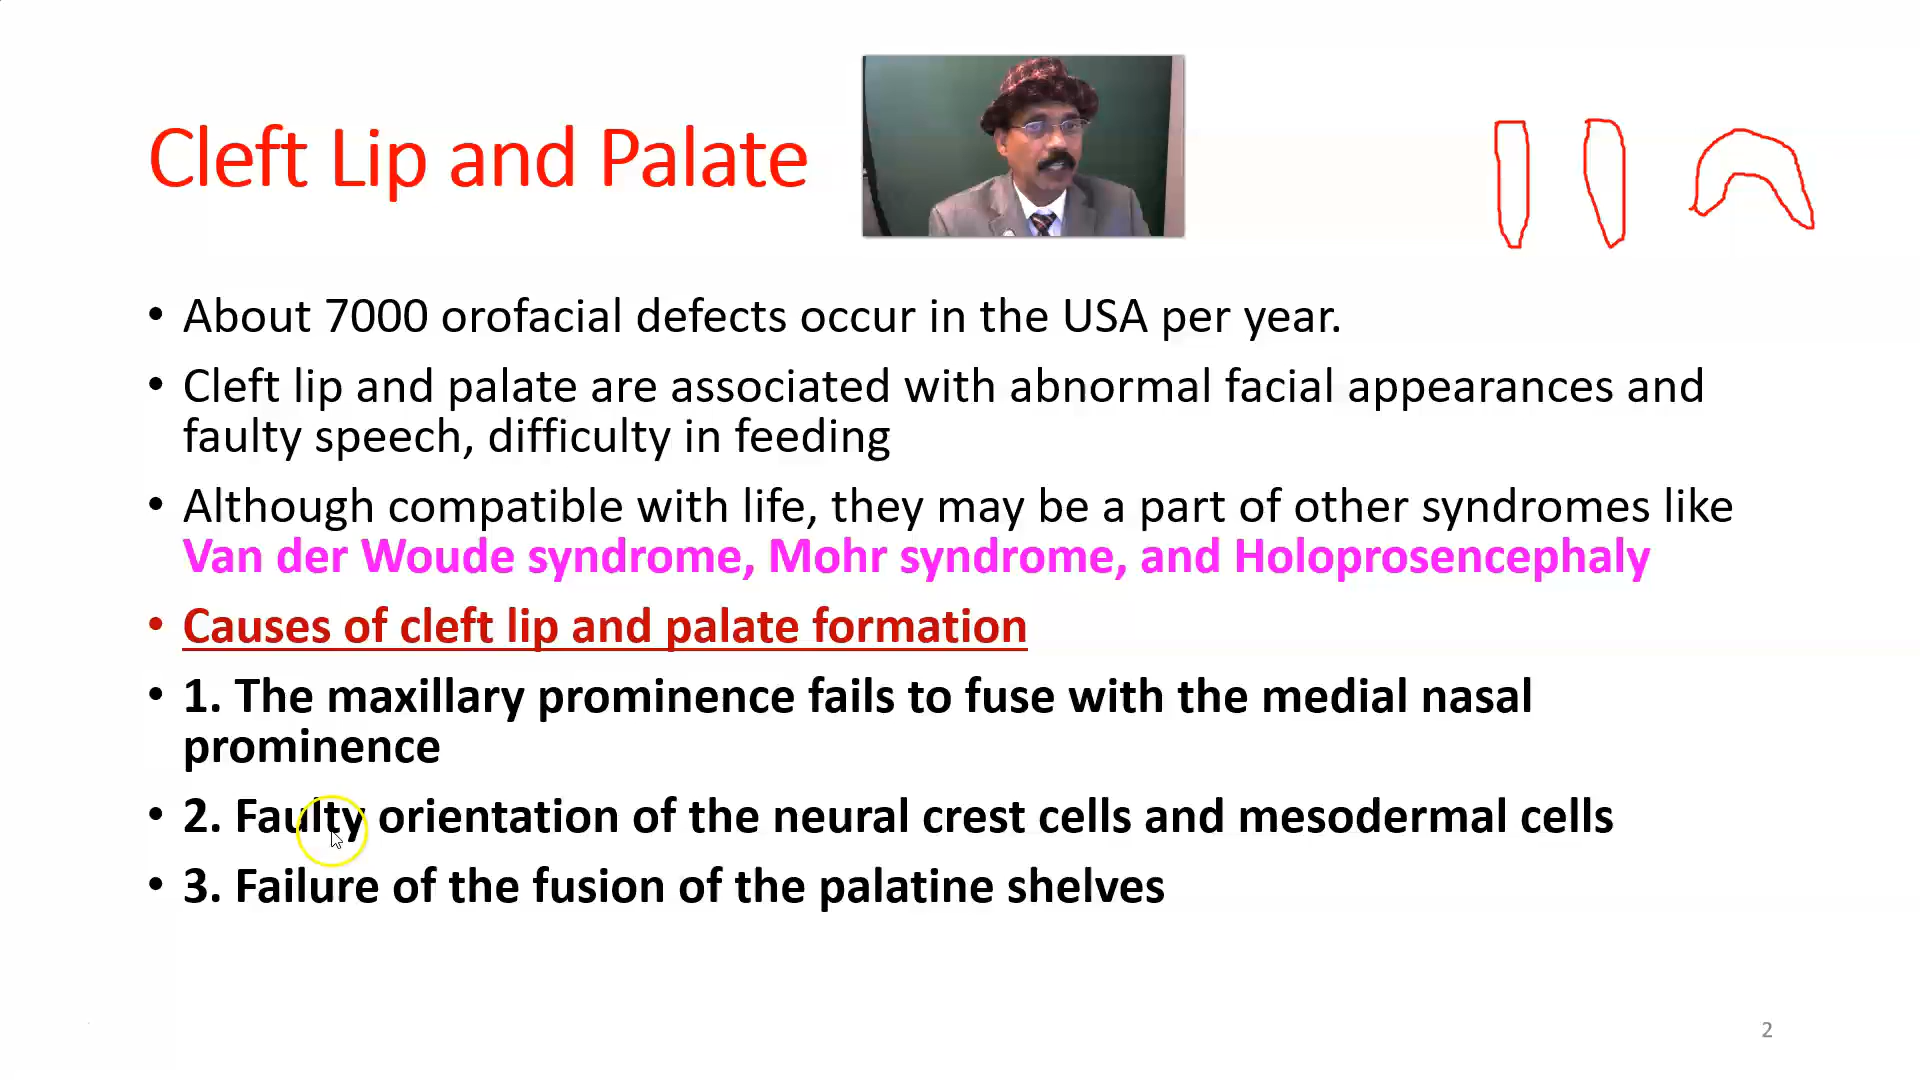 Cleft Lip and Palate
• About 7000 orofacial defects occur in the USA per year.
• Cleft lip and palate are associated with abnormal facial appearances and
faulty speech, difficulty in feeding
• Although compatible with life, they may be a part of other syndromes like
Van der Woude syndrome, Mohr syndrome, and Holoprosencephaly
• Causes of cleft lip and palate formation
• 1. The maxillary prominence fails to fuse with the medial nasal
prominence
• 2. Faulty orientation of the neural crest cells and mesodermal cells
• 3. Failure of the fusion of the palatine shelves
2